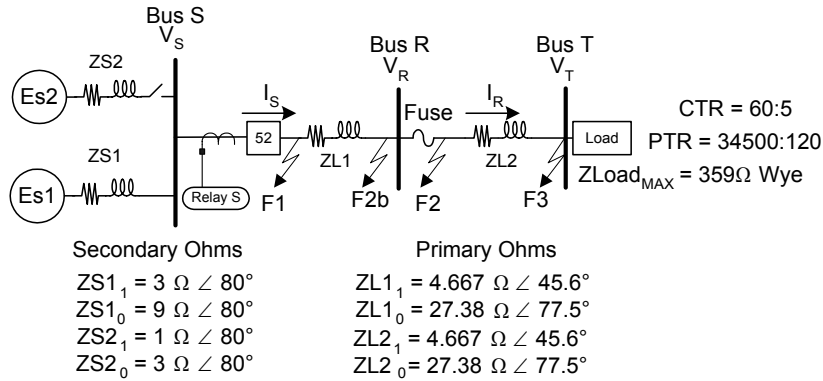 Bus S
V_S
ZS2
Es2
ZS1
Es1
Relay S
52
I_S
ZL1
F1
F2b
Bus R
V_R
Fuse
F2
I_R
ZL2
F3
Bus T
V_T
Load
CTR = 60:5
PTR = 34500:120
ZLoad_MAX = 359Ω Wye
Secondary Ohms
ZS1_1 = 3 Ω ∠ 80°
ZS1_0 = 9 Ω ∠ 80°
ZS2_1 = 1 Ω ∠ 80°
ZS2_0 = 3 Ω ∠ 80°
Primary Ohms
ZL1_1 = 4.667 Ω ∠ 45.6°
ZL1_0 = 27.38 Ω ∠ 77.5°
ZL2_1 = 4.667 Ω ∠ 45.6°
ZL2_0 = 27.38 Ω ∠ 77.5°